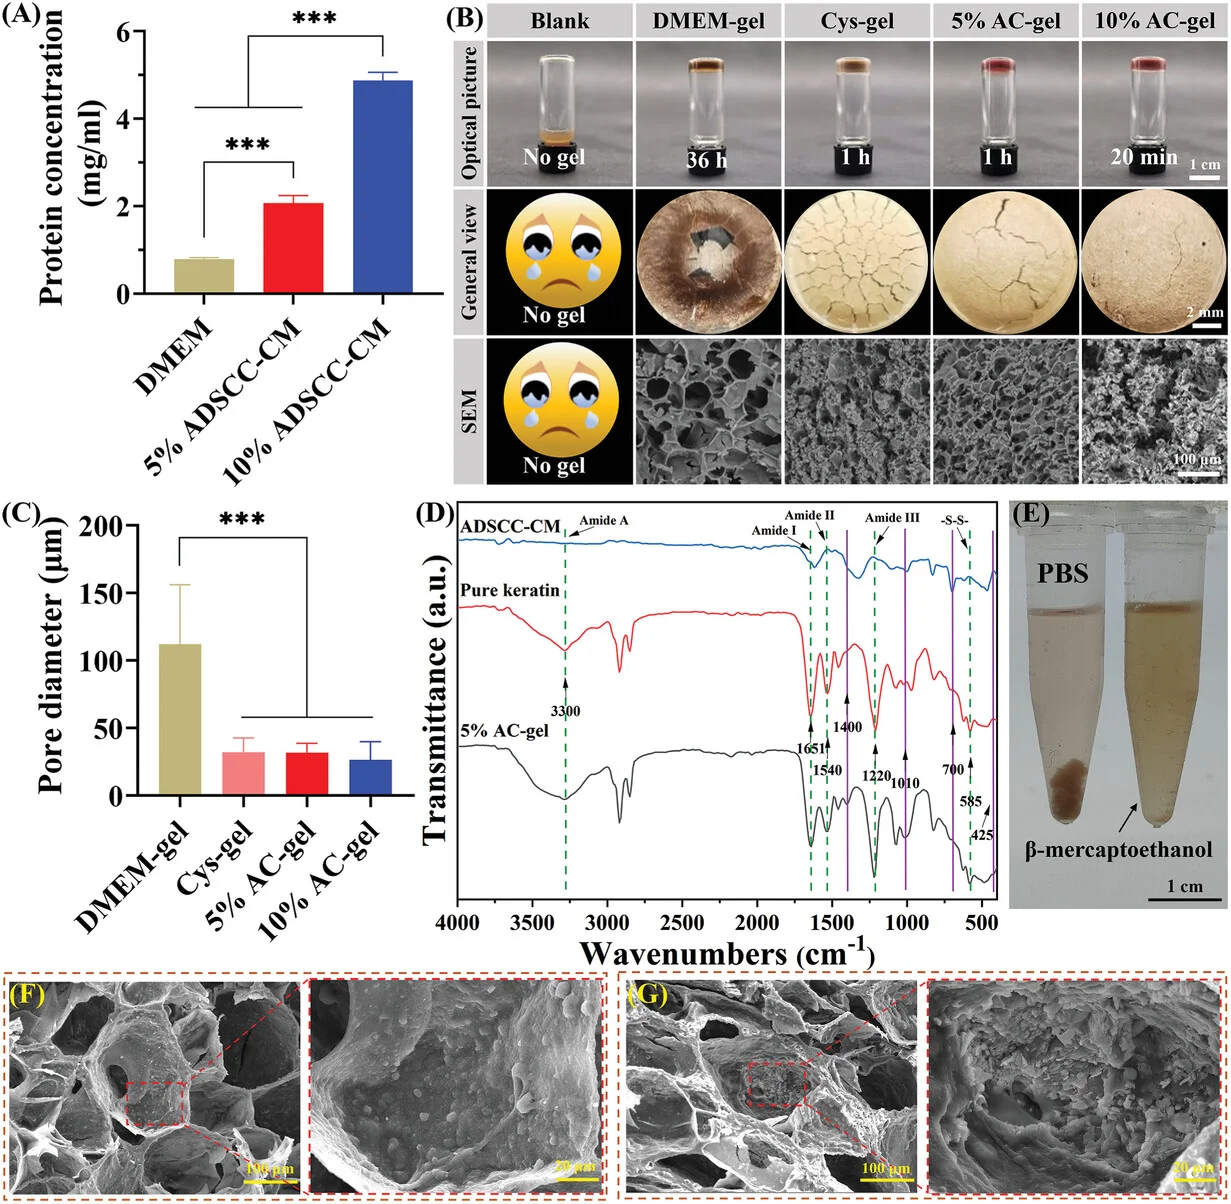 (A)
Protein concentration
(mg/ml)
6
4
2
0
***
***
DMEM
5% ADSCC-CM
10% ADSCC-CM
(B)
Blank
DMEM-gel
Cys-gel
5% AC-gel
10% AC-gel
Optical picture
No gel
36 h
1 h
1 h
20 min
1 cm
General view
No gel
2 mm
SEM
No gel
100 μm
(C)
Pore diameter (μm)
200
150
100
50
0
***
DMEM-gel
Cys-gel
5% AC-gel
10% AC-gel
(D)
Transmittance (a.u.)
ADSCC-CM
Amide A
Amide I
Amide II
Amide III
-S-S-
Pure keratin
5% AC-gel
3300
1651
1540
1400
1220
1010
700
585
425
4000
3500
3000
2500
2000
1500
1000
500
Wavenumbers (cm-1)
(E)
PBS
β-mercaptoethanol
1 cm
(F)
100 μm
20 μm
(G)
100 μm
20 μm